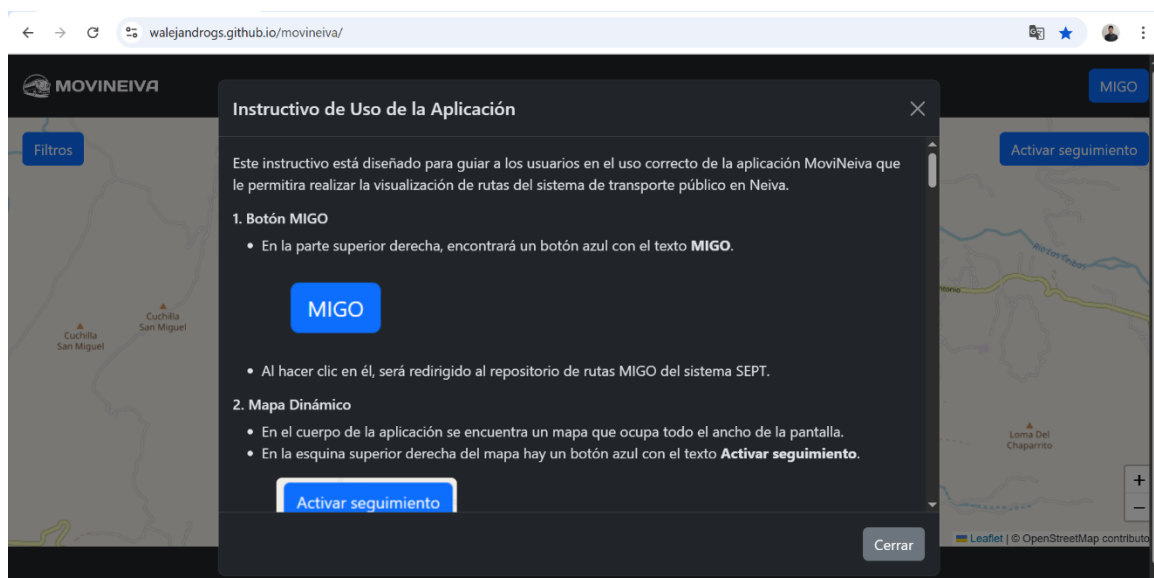 walejandrogs.github.io/movineiva/
MOVINEIVA
MIGO
Filtros
Activar seguimiento
Instructivo de Uso de la Aplicación
Este instructivo está diseñado para guiar a los usuarios en el uso correcto de la aplicación MoviNeiva que
le permitira realizar la visualización de rutas del sistema de transporte público en Neiva.
1. Botón MIGO
• En la parte superior derecha, encontrará un botón azul con el texto MIGO.
MIGO
• Al hacer clic en él, será redirigido al repositorio de rutas MIGO del sistema SEPT.
2. Mapa Dinámico
• En el cuerpo de la aplicación se encuentra un mapa que ocupa todo el ancho de la pantalla.
• En la esquina superior derecha del mapa hay un botón azul con el texto Activar seguimiento.
Activar seguimiento
Cerrar
Cuchilla
San Miguel
Cuchilla
San Miguel
Loma Del
Chaparrito
+
−
Leaflet | © OpenStreetMap contributo